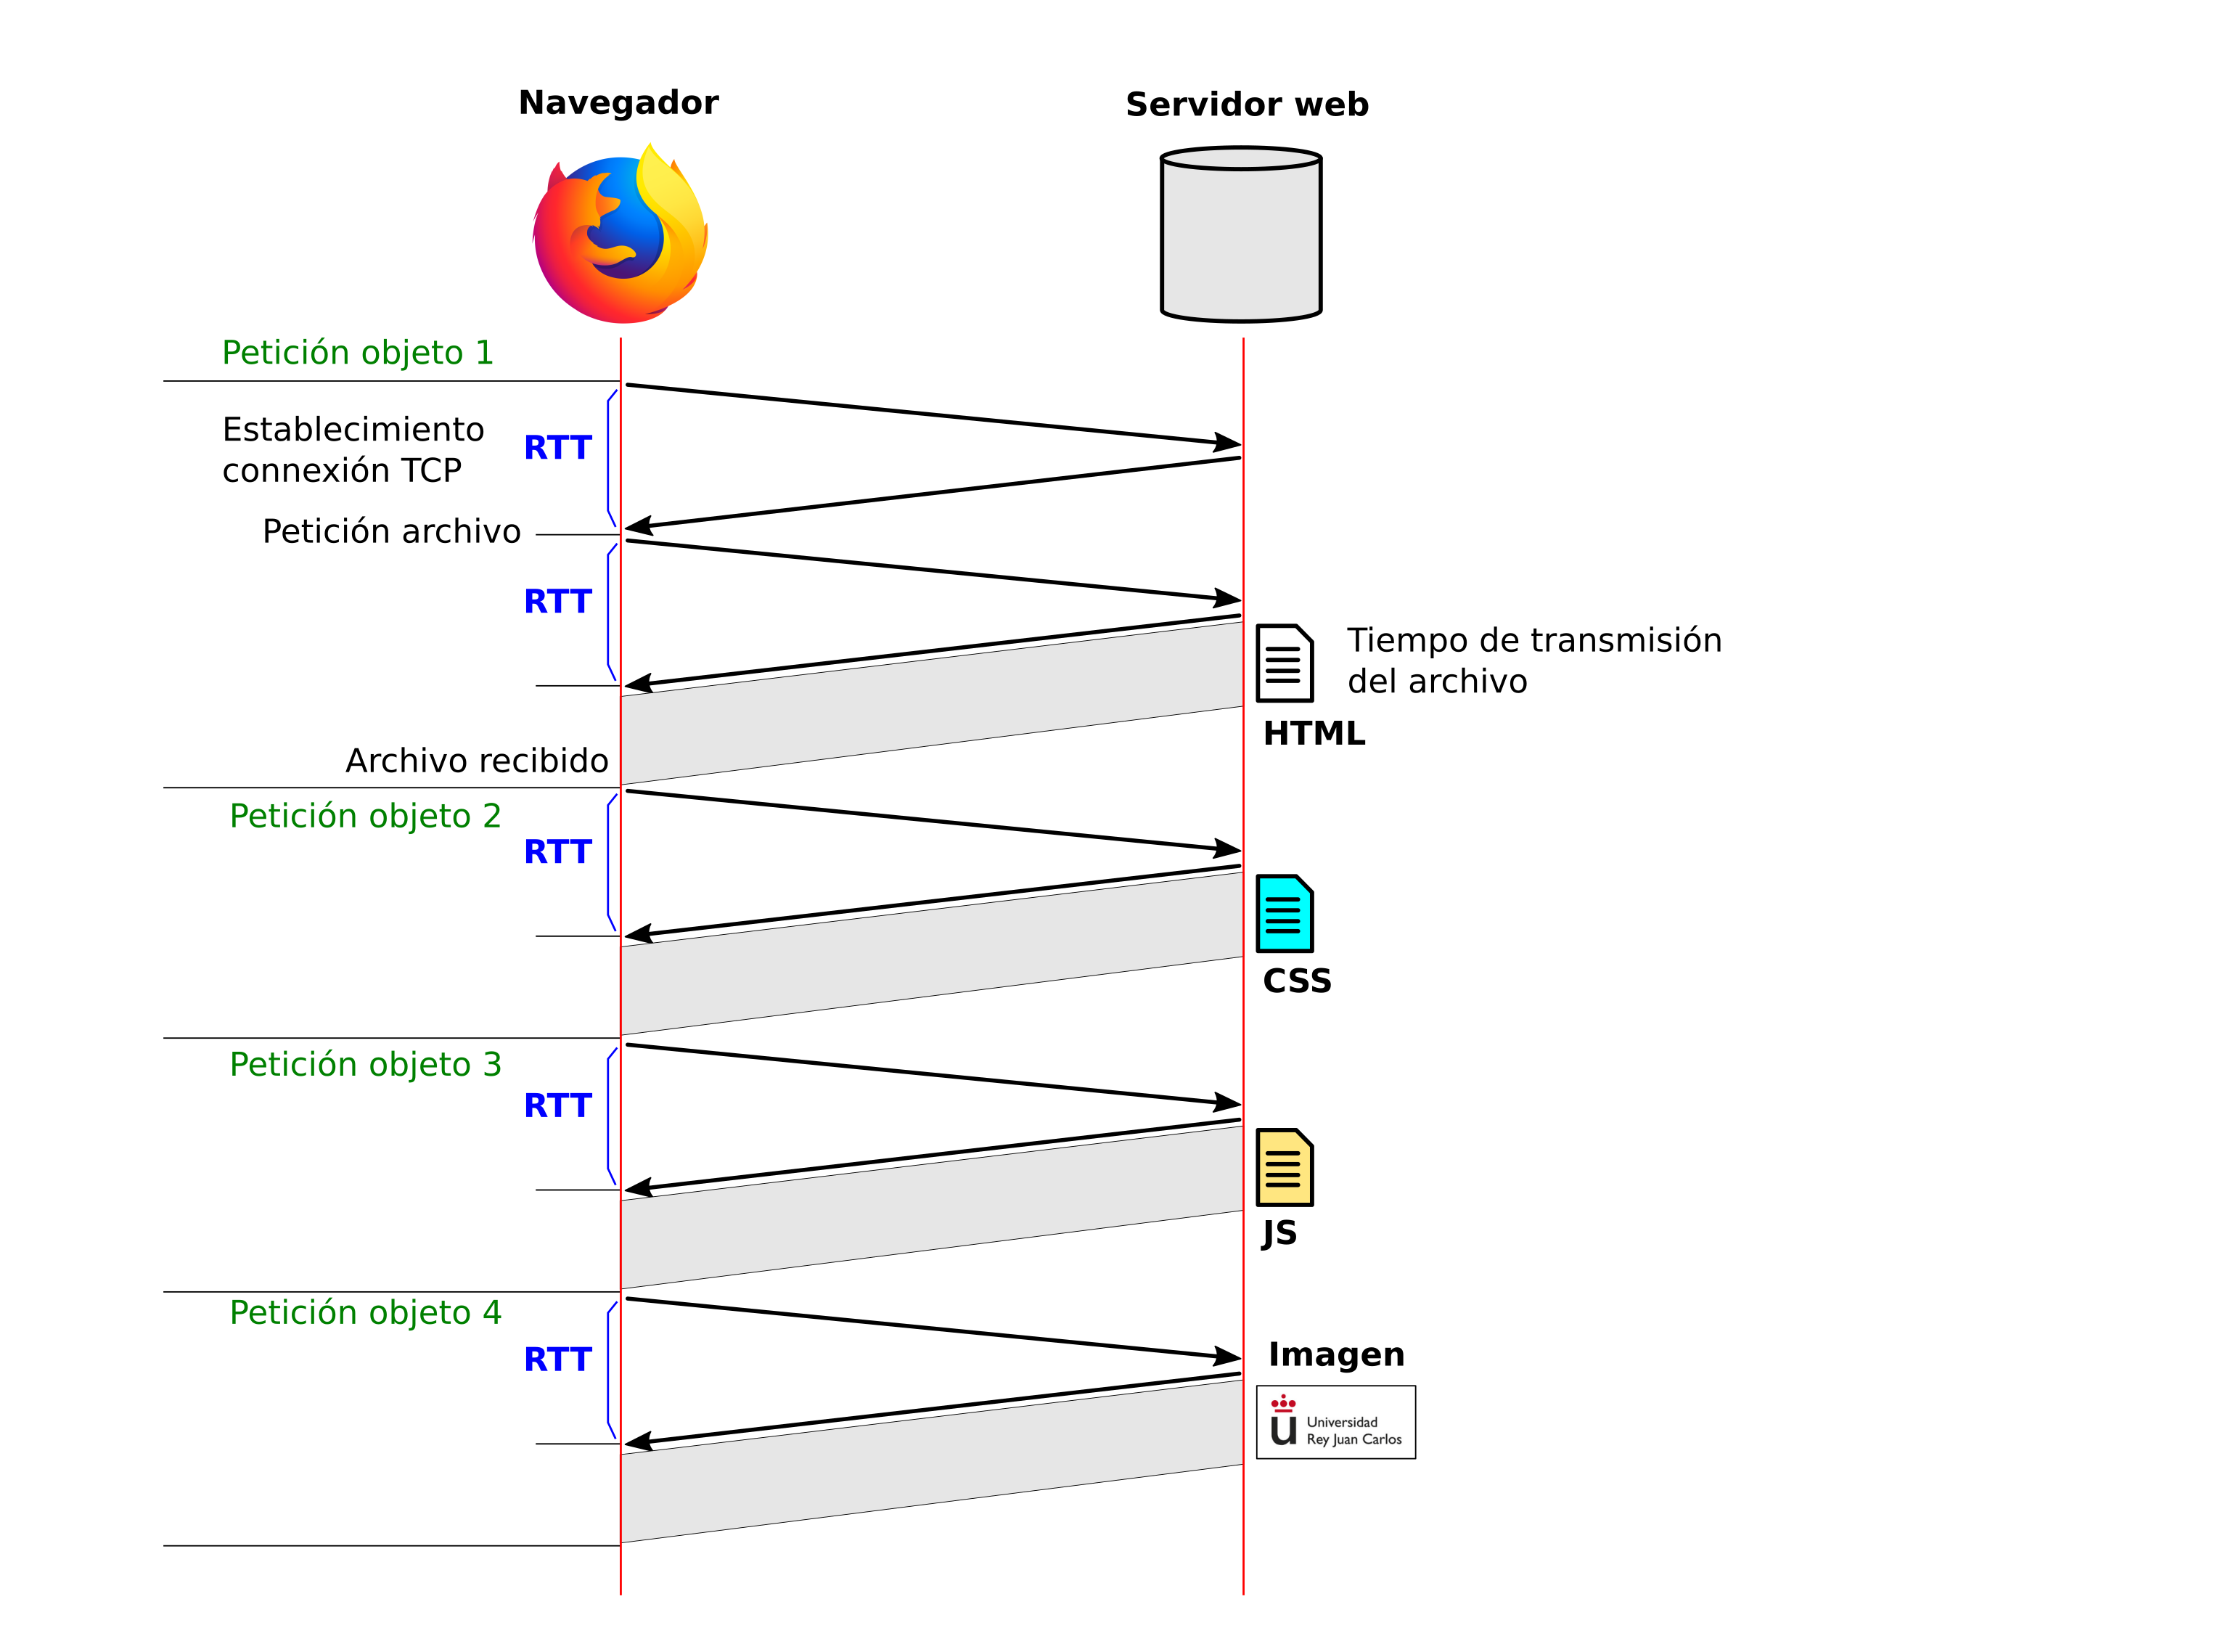 Navegador
Servidor web
Petición objeto 1
Establecimiento
connexión TCP
RTT
Petición archivo
RTT
Tiempo de transmisión
del archivo
HTML
Archivo recibido
Petición objeto 2
RTT
CSS
Petición objeto 3
RTT
JS
Petición objeto 4
RTT
Imagen
u Universidad
Rey Juan Carlos